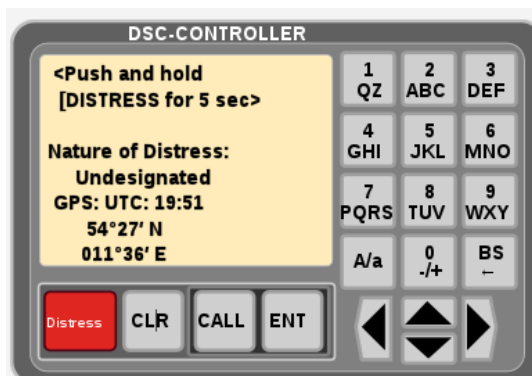 DSC-CONTROLLER
<Push and hold
[DISTRESS for 5 sec>
Nature of Distress:
Undesignated
GPS: UTC: 19:51
54°27' N
011°36' E
1
QZ
2
ABC
3
DEF
4
GHI
5
JKL
6
MNO
7
PQRS
8
TUV
9
WXY
A/a
0
-/+
BS
←
Distress
CLR
CALL
ENT